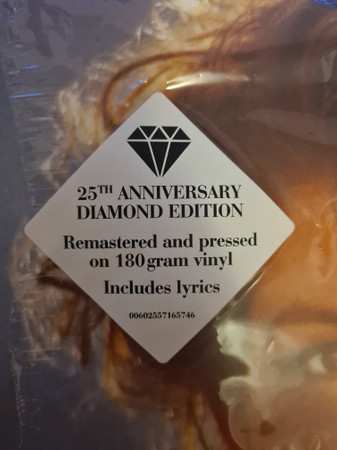 25TH ANNIVERSARY
DIAMOND EDITION
Remastered and pressed
on 180 gram vinyl
Includes lyrics
00602557165746